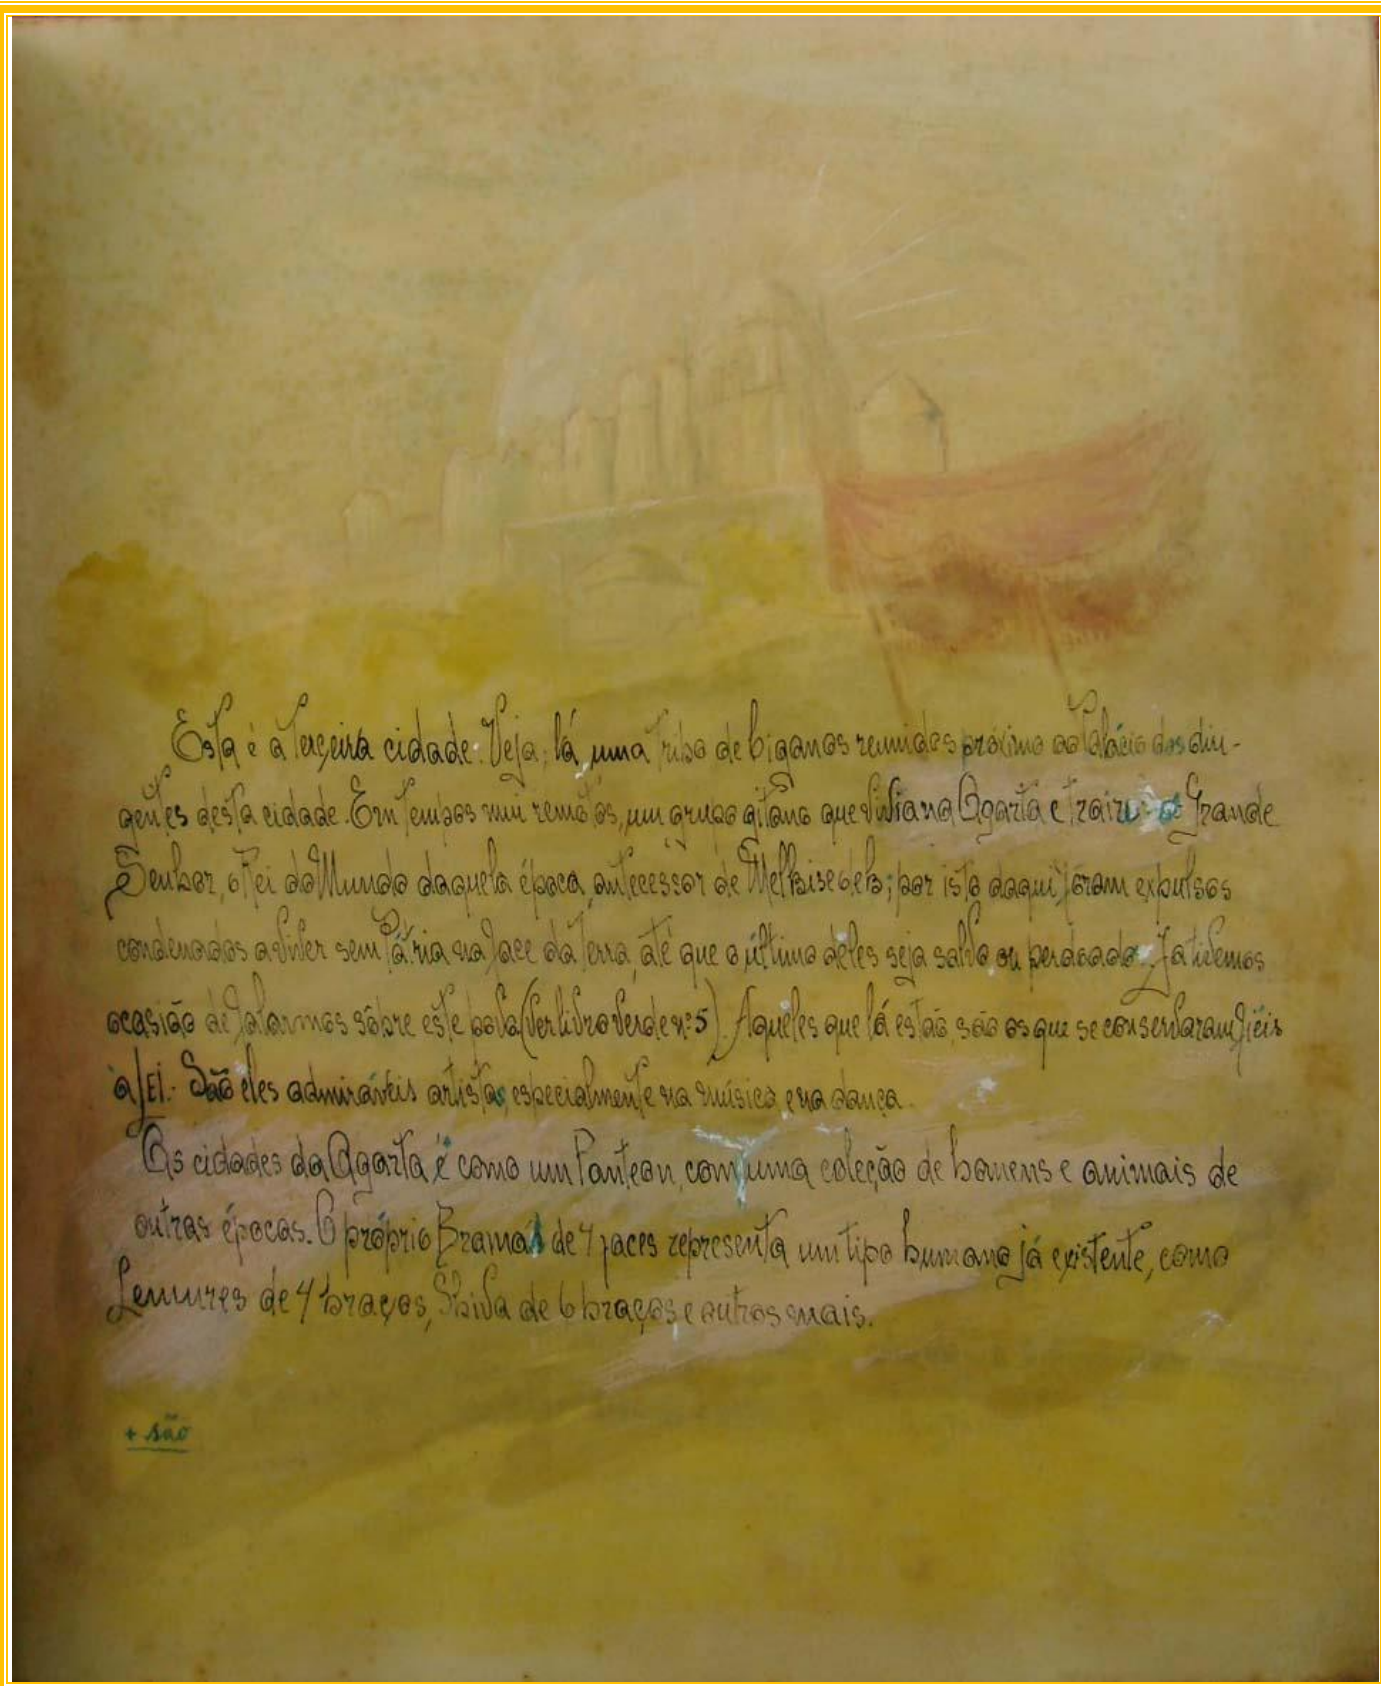 Esta é a terceira cidade. Veja, lá, uma tribo de ciganos reunidos próximo ao Palácio dos diri-
gentes desta cidade. Em tempos mui remotos, um grupo gitano que vivia na Agarta e traiu o Grande
Senhor, o Rei do Mundo daquela época, antecessor de Melkisedek; por isto daqui foram expulsos
condenados a viver sem Pátria na face da Terra, até que o último deles seja salvo ou perdoado. Já tivemos
ocasião de falarmos sôbre este povo (Ver livro Verde nº 5). Aqueles que lá estão, são os que se conservaram fiéis
à LEI. São eles admiráveis artistas, especialmente na música e na dança.
As cidades da Agarta é como um Panteon, com uma coleção de homens e animais de
outras épocas. O próprio Brama de 4 faces representa um tipo humano já existente, como
Lemures de 4 braços, Shiva de 6 braços e outros mais.
+ são